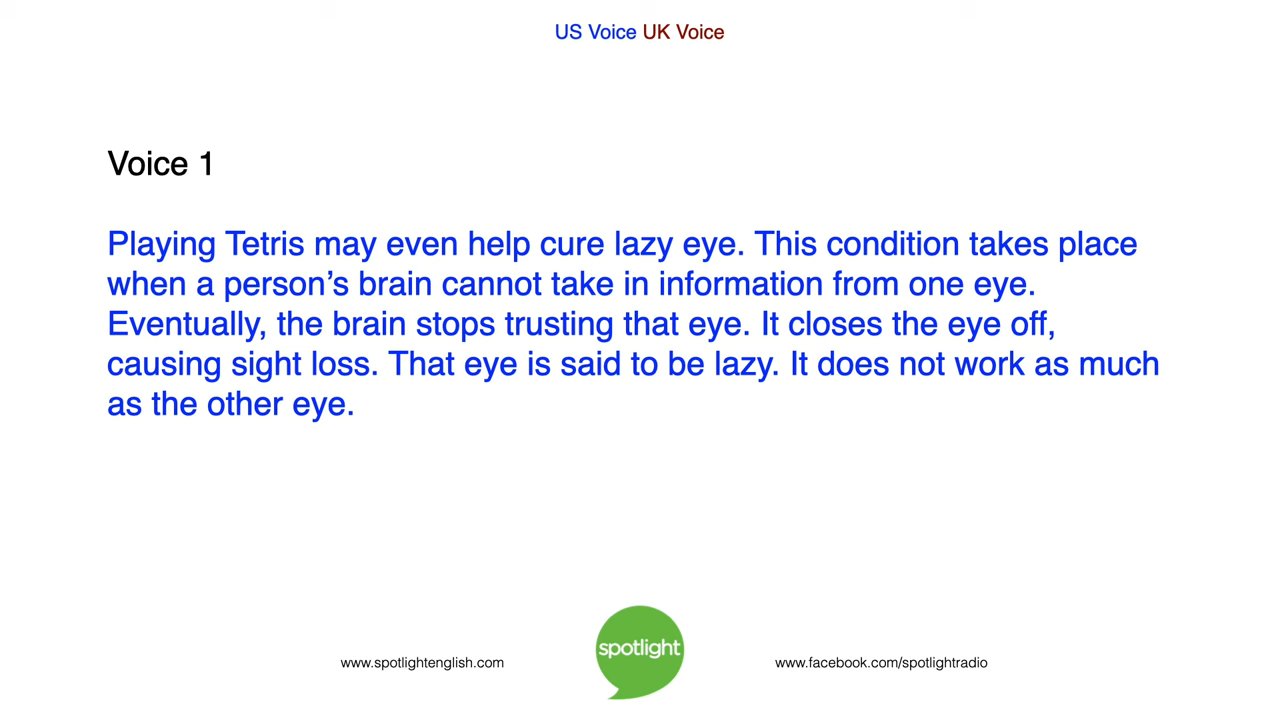 US Voice UK Voice
Voice 1
Playing Tetris may even help cure lazy eye. This condition takes place
when a person’s brain cannot take in information from one eye.
Eventually, the brain stops trusting that eye. It closes the eye off,
causing sight loss. That eye is said to be lazy. It does not work as much
as the other eye.
spotlight
www.spotlightenglish.com
www.facebook.com/spotlightradio